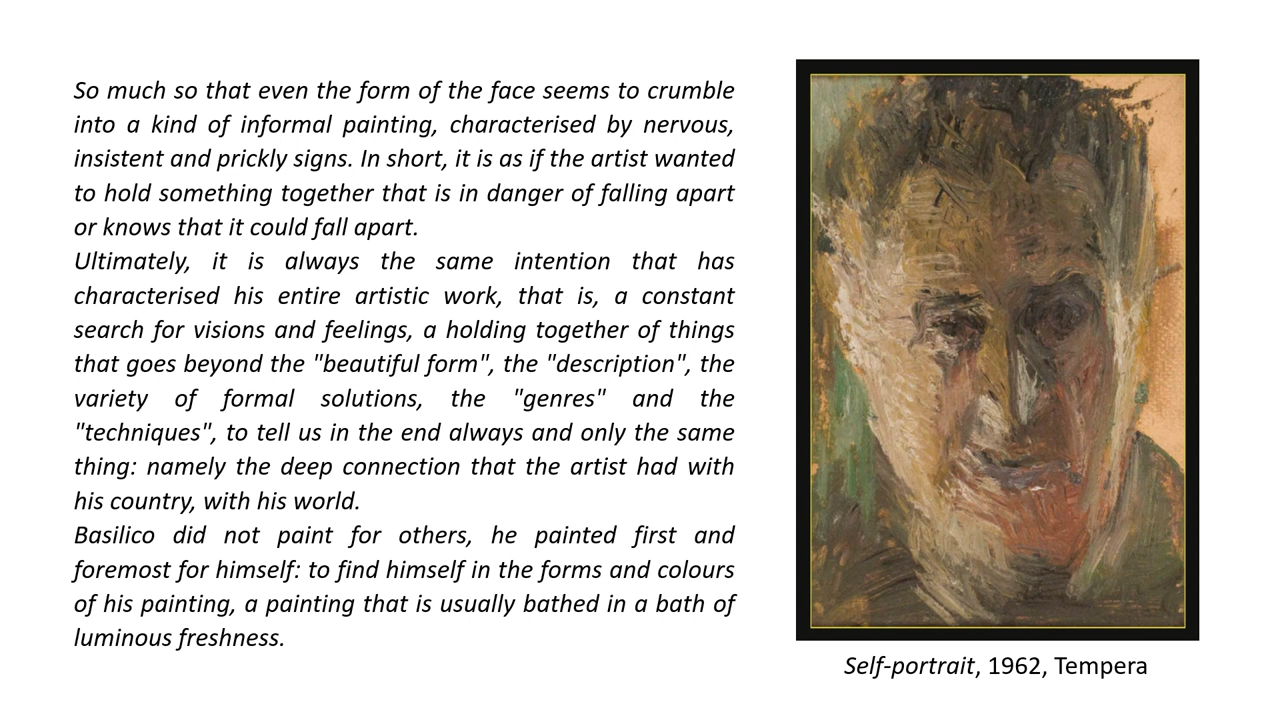 So much so that even the form of the face seems to crumble
into a kind of informal painting, characterised by nervous,
insistent and prickly signs. In short, it is as if the artist wanted
to hold something together that is in danger of falling apart
or knows that it could fall apart.
Ultimately, it is always the same intention that has
characterised his entire artistic work, that is, a constant
search for visions and feelings, a holding together of things
that goes beyond the "beautiful form", the "description", the
variety of formal solutions, the "genres" and the
"techniques", to tell us in the end always and only the same
thing: namely the deep connection that the artist had with
his country, with his world.
Basilico did not paint for others, he painted first and
foremost for himself: to find himself in the forms and colours
of his painting, a painting that is usually bathed in a bath of
luminous freshness.
Self-portrait, 1962, Tempera